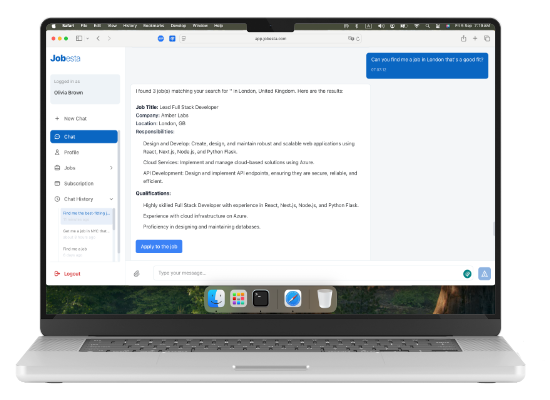 Safari File Edit View History Bookmarks Develop Window Help
app.jobesta.com
Jobesta
Can you find me a job in London that's a good fit?
Logged in as:
Olivia Brown
I found 3 job(s) matching your search for '' in London, United Kingdom. Here are the results:
Job Title: Lead Full Stack Developer
Company: Amber Labs
Location: London, GB
Responsibilities:
Design and Develop: Create, design, and maintain robust and scalable web applications using
React, Next.js, Node.js, and Python Flask.
Cloud Services: Implement and manage cloud-based solutions using Azure.
API Development: Design and implement API endpoints, ensuring they are secure, reliable, and
efficient.
Qualifications:
Highly skilled Full Stack Developer with experience in React, Next.js, Node.js, and Python Flask.
Experience with cloud infrastructure on Azure.
Proficiency in designing and maintaining databases.
Apply to the job
+ New Chat
Chat
Profile
Jobs
Subscription
Chat History
Find me the best hiring j...
Find me a job
Logout
Type your message...